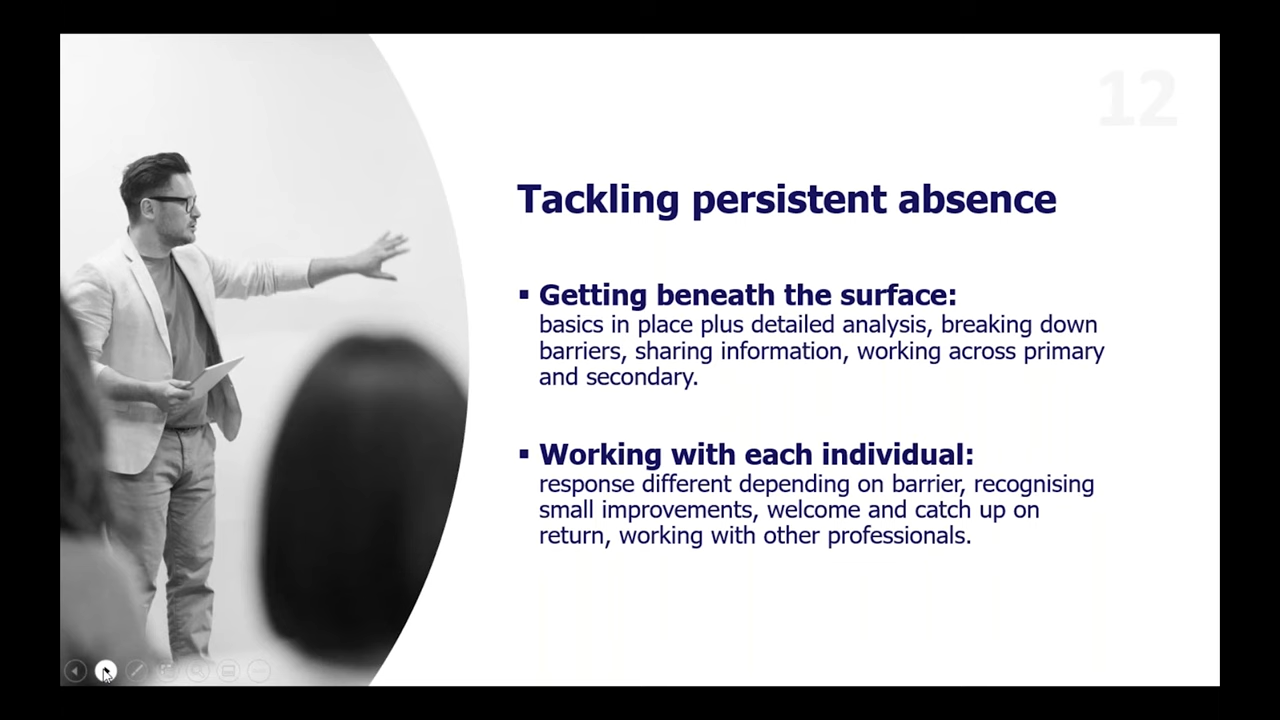 12
Tackling persistent absence
▪ Getting beneath the surface:
basics in place plus detailed analysis, breaking down
barriers, sharing information, working across primary
and secondary.
▪ Working with each individual:
response different depending on barrier, recognising
small improvements, welcome and catch up on
return, working with other professionals.